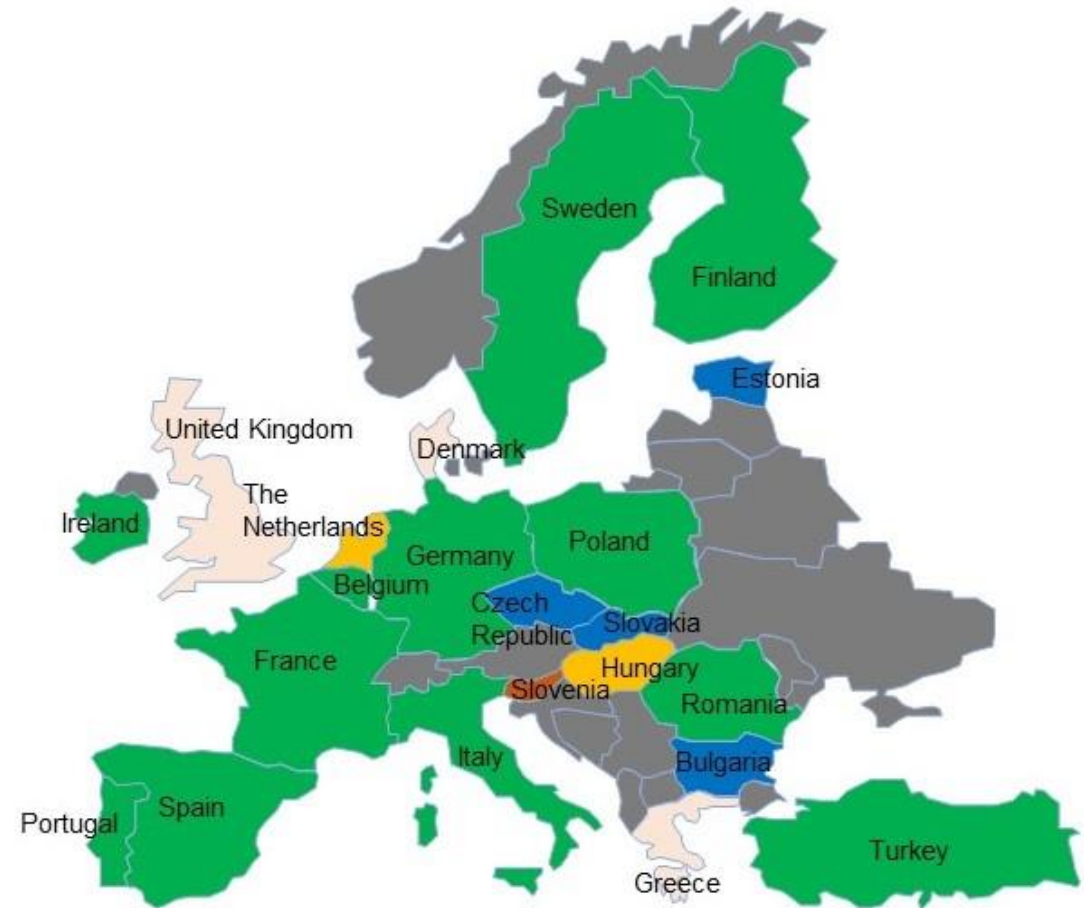 Sweden
Finland
Estonia
United Kingdom
Denmark
The
Netherlands
Ireland
Germany
Poland
Belgium
Czech
Republic
Slovakia
France
Hungary
Slovenia
Romania
Italy
Bulgaria
Portugal
Spain
Turkey
Greece